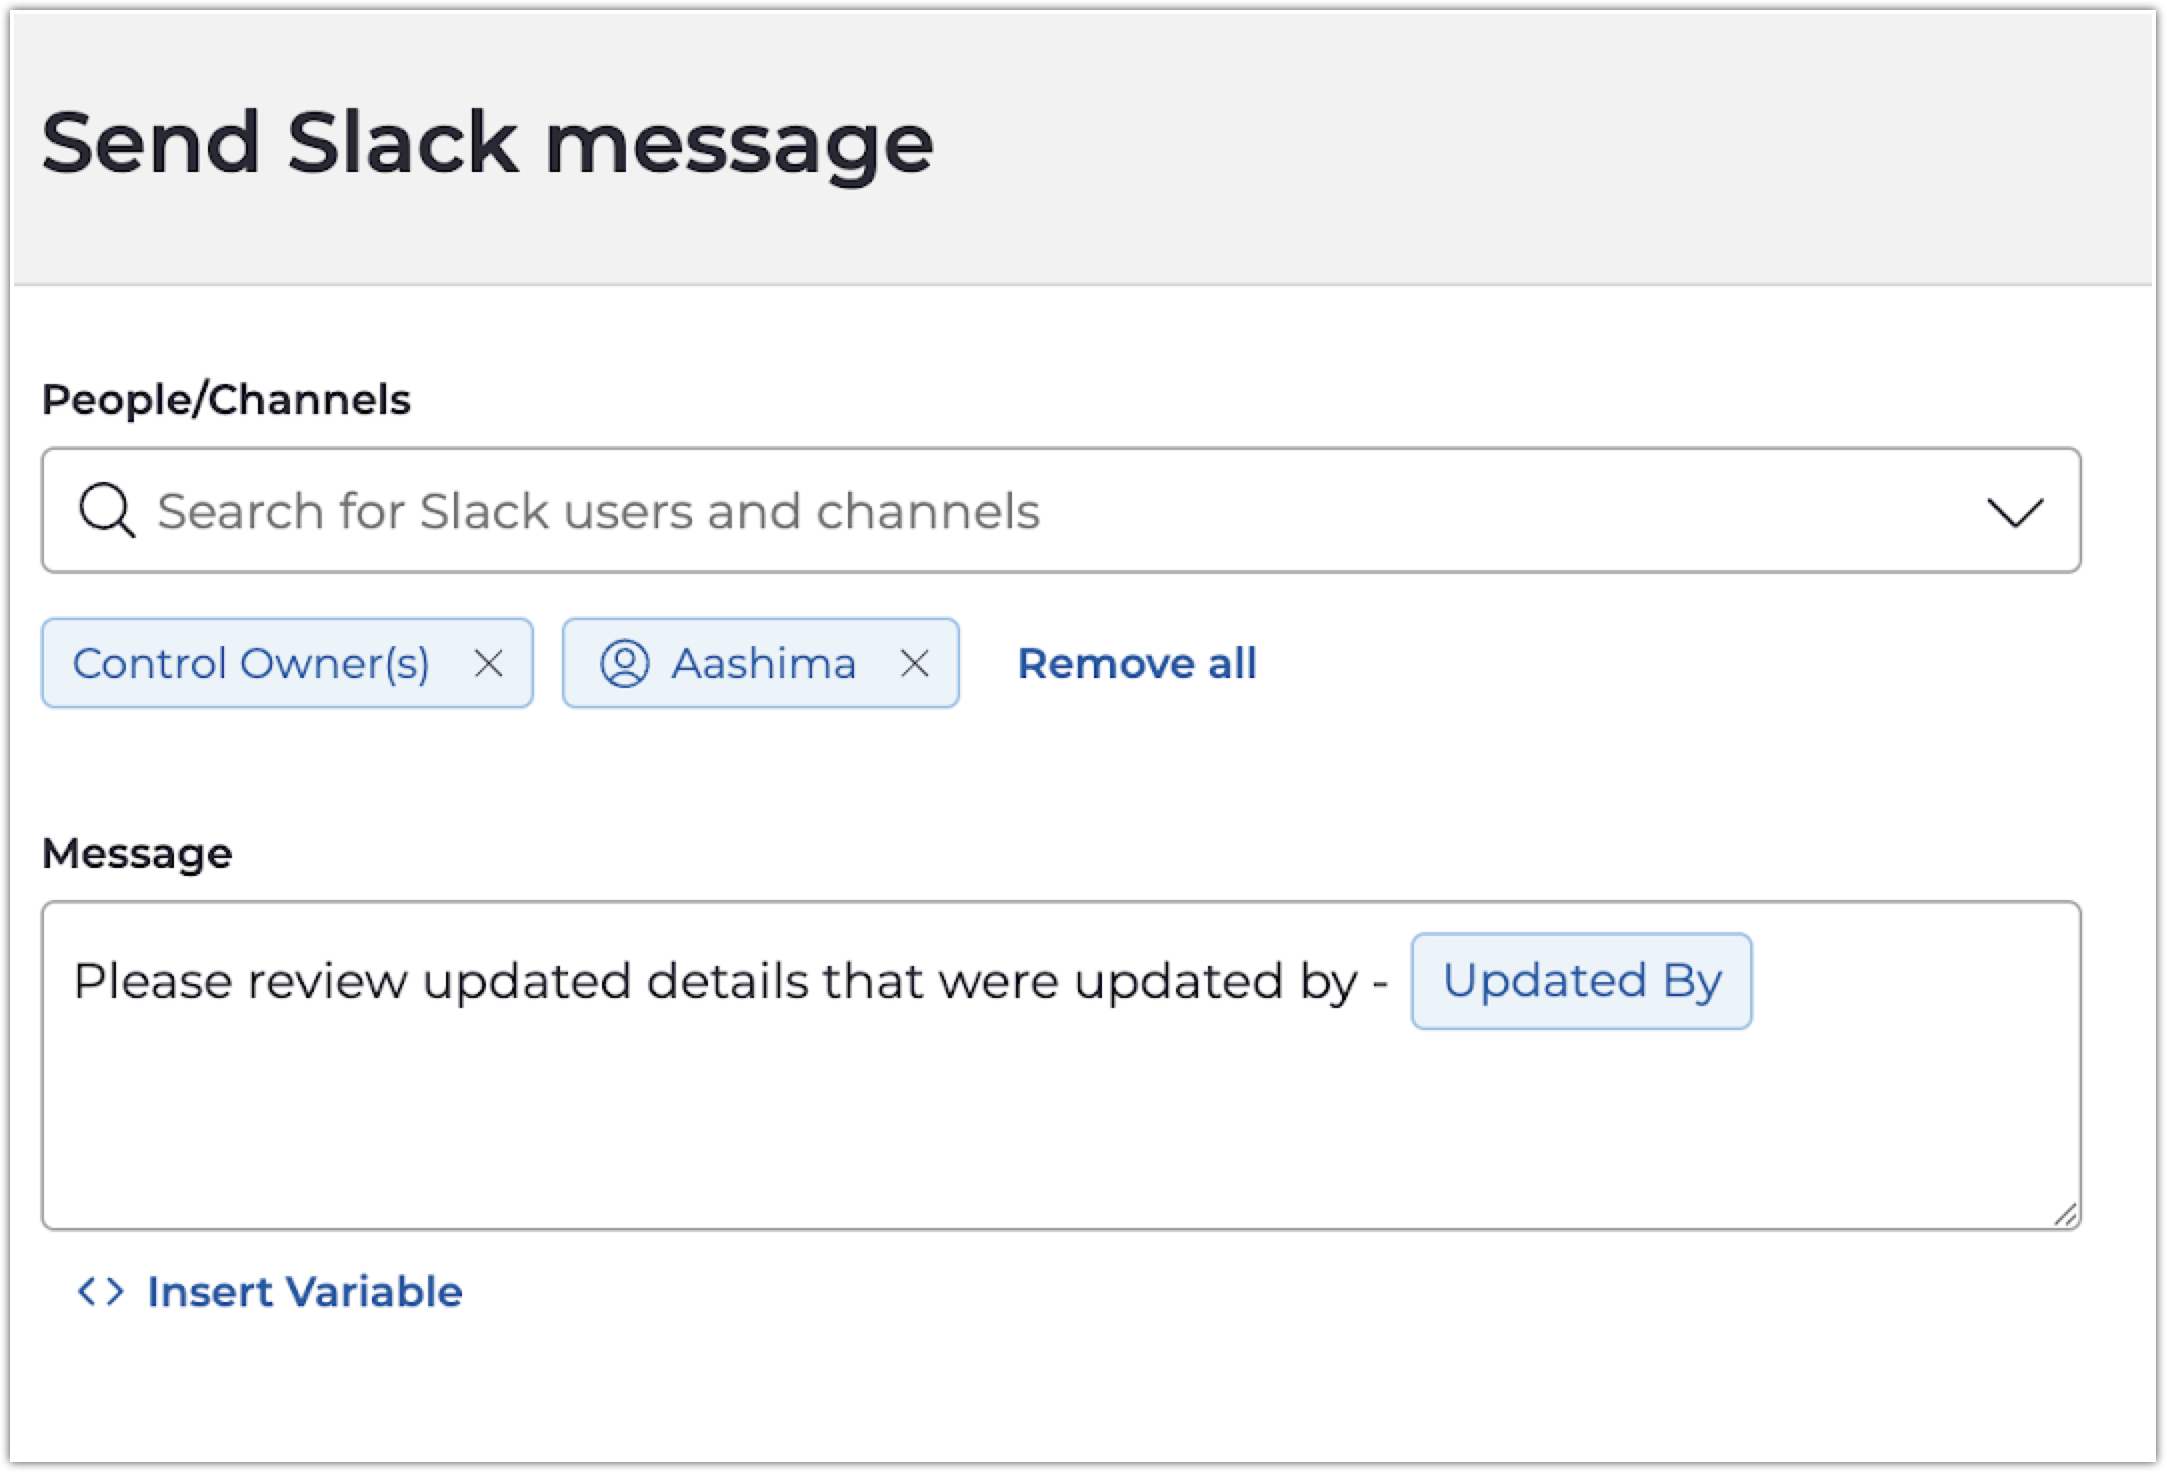 Send Slack message
People/Channels
Search for Slack users and channels
Control Owner(s) Aashima Remove all
Message
Please review updated details that were updated by - Updated By
Insert Variable